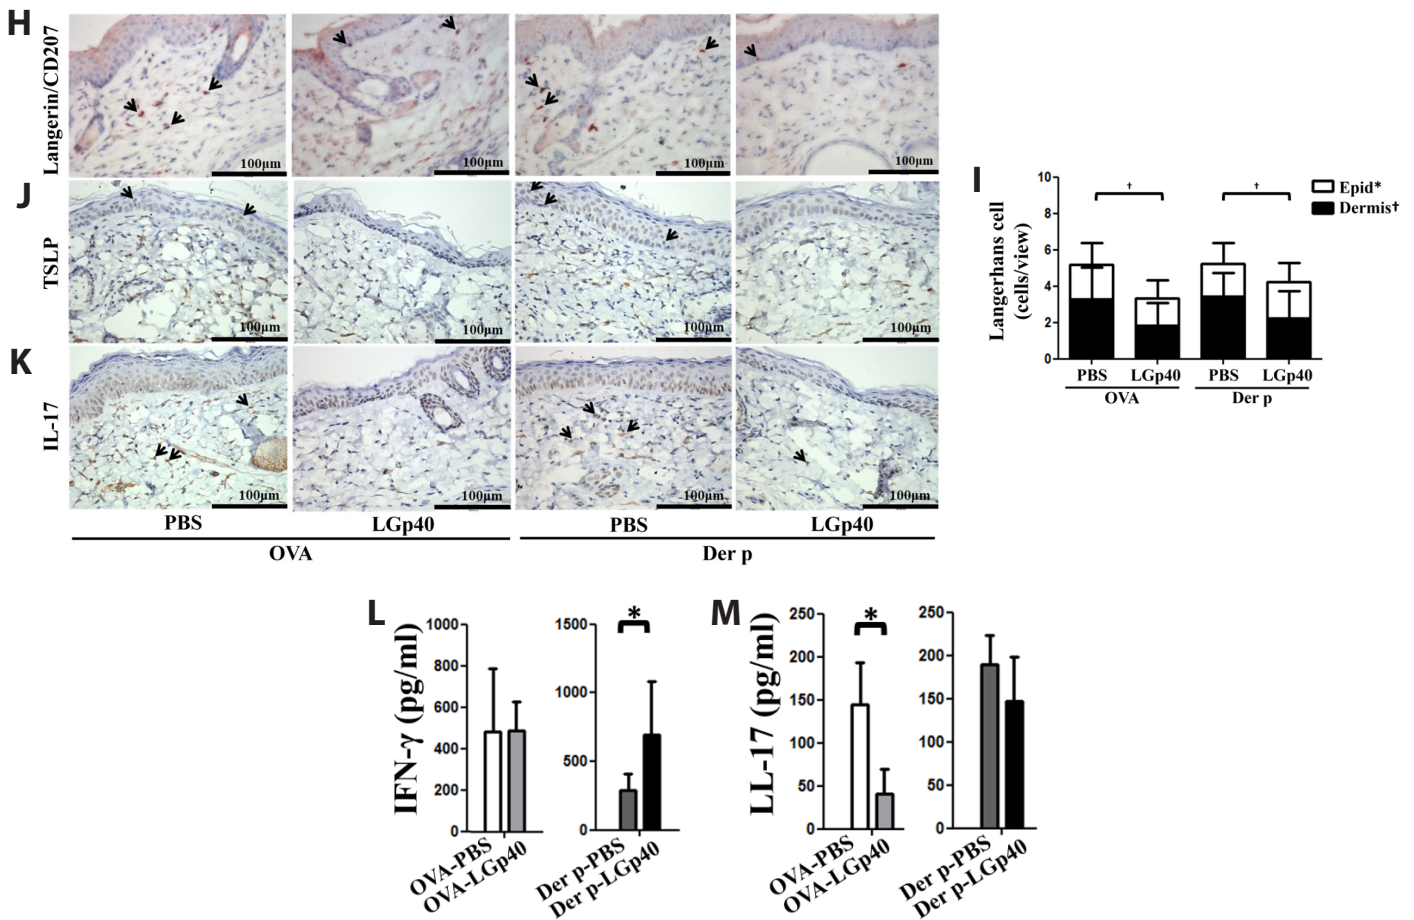 H
Langerin/CD207
100μm
100μm
100μm
100μm
J
TSLP
100μm
100μm
100μm
100μm
K
IL-17
100μm
100μm
100μm
100μm
PBS
LGp40
PBS
LGp40
OVA
Der p
I
Langerhans cell
(cells/view)
10
8
6
4
2
0
†
†
Epid*
Dermis†
PBS
LGp40
PBS
LGp40
OVA
Der p
L
IFN-γ (pg/ml)
1000
800
600
400
200
0
OVA-PBS
OVA-LGp40
1500
1000
500
0
*
Der p-PBS
Der p-LGp40
M
LL-17 (pg/ml)
250
200
150
100
50
0
*
OVA-PBS
OVA-LGp40
250
200
150
100
50
0
Der p-PBS
Der p-LGp40